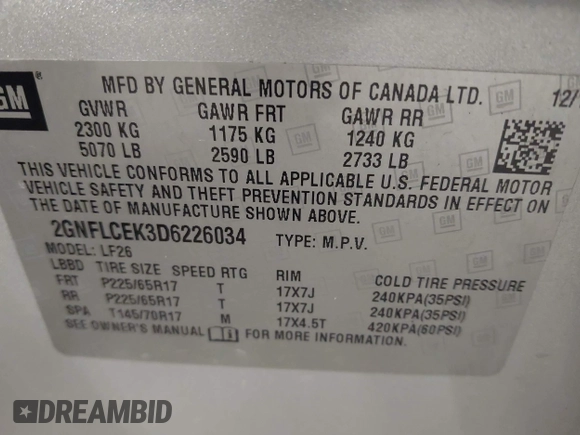 GM
MFD BY GENERAL MOTORS OF CANADA LTD. 12/
GVWR GAWR FRT GAWR RR
2300 KG 1175 KG 1240 KG
5070 LB 2590 LB 2733 LB
THIS VEHICLE CONFORMS TO ALL APPLICABLE U.S. FEDERAL MOTOR
VEHICLE SAFETY AND THEFT PREVENTION STANDARDS IN EFFECT ON
THE DATE OF MANUFACTURE SHOWN ABOVE.
2GNFLCEK3D6226034 TYPE: M.P.V.
MODEL: LF26
LBBD TIRE SIZE SPEED RTG RIM COLD TIRE PRESSURE
FRT P225/65R17 T 17X7J 240KPA(35PSI)
RR P225/65R17 T 17X7J 240KPA(35PSI)
SPA T145/70R17 M 17X4.5T 420KPA(60PSI)
SEE OWNER'S MANUAL FOR MORE INFORMATION.
DREAMBID